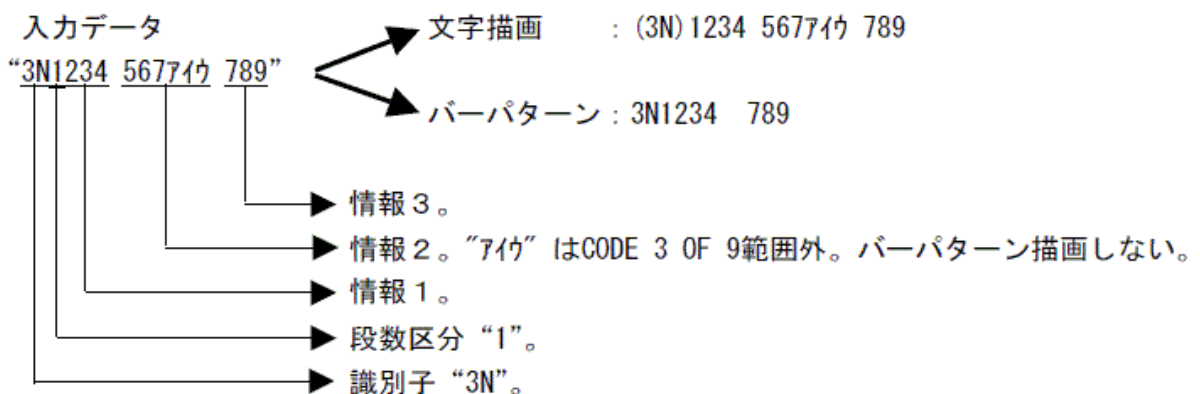 入力データ
“3N1234 567ｱｲｳ 789”
文字描画 : (3N)1234 567ｱｲｳ 789
バーパターン : 3N1234  789
情報３。
情報２。″ｱｲｳ″ はCODE 3 OF 9範囲外。バーパターン描画しない。
情報１。
段数区分 “1”。
識別子 “3N”。